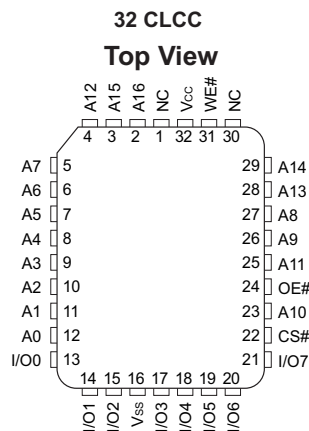 32 CLCC
Top View
A12 A15 A16 NC Vcc WE# NC
4 3 2 1 32 31 30
A7 5 29 A14
A6 6 28 A13
A5 7 27 A8
A4 8 26 A9
A3 9 25 A11
A2 10 24 OE#
A1 11 23 A10
A0 12 22 CS#
I/O0 13 21 I/O7
14 15 16 17 18 19 20
I/O1 I/O2 Vss I/O3 I/O4 I/O5 I/O6